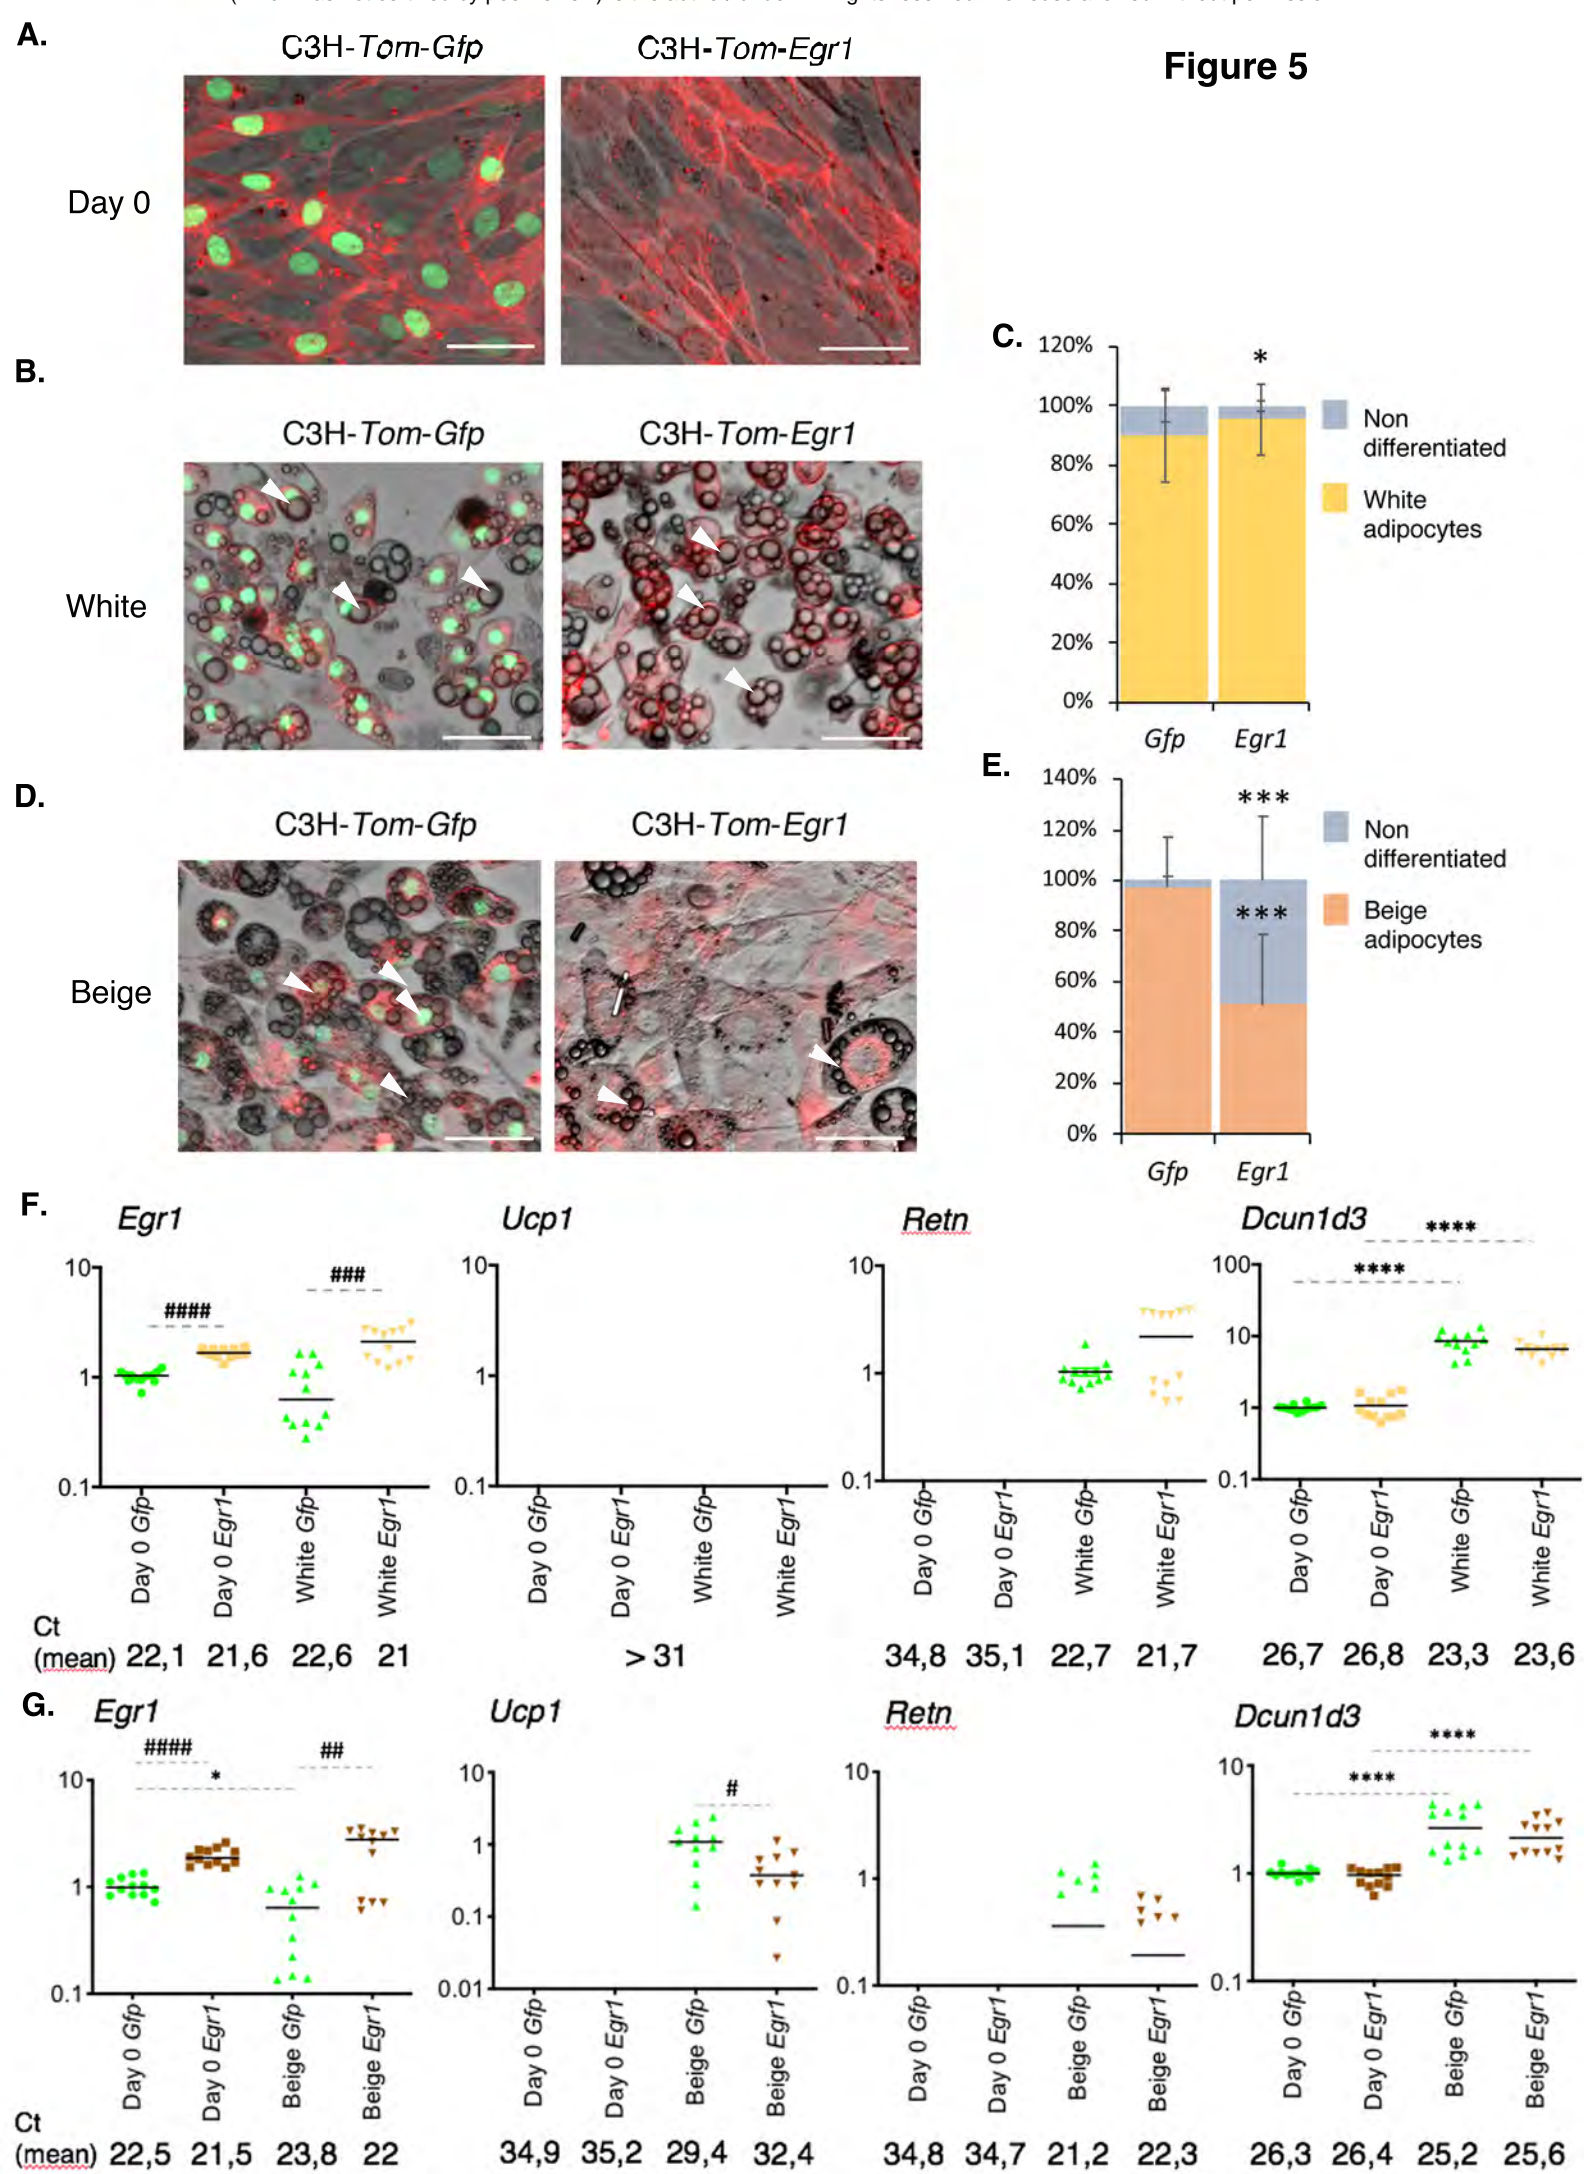 Figure 5
A.
C3H-Tom-Gfp
C3H-Tom-Egr1
Day 0
B.
C3H-Tom-Gfp
C3H-Tom-Egr1
White
C.
120%
100%
80%
60%
40%
20%
0%
*
Gfp
Egr1
Non
differentiated
White
adipocytes
D.
C3H-Tom-Gfp
C3H-Tom-Egr1
Beige
E.
140%
120%
100%
80%
60%
40%
20%
0%
***
***
Gfp
Egr1
Non
differentiated
Beige
adipocytes
F.
Egr1
10
1
0.1
####
###
Day 0 Gfp
Day 0 Egr1
White Gfp
White Egr1
Ucp1
10
1
0.1
Day 0 Gfp
Day 0 Egr1
White Gfp
White Egr1
Retn
10
1
0.1
Day 0 Gfp
Day 0 Egr1
White Gfp
White Egr1
Dcun1d3
100
10
1
0.1
****
****
Day 0 Gfp
Day 0 Egr1
White Gfp
White Egr1
Ct
(mean) 22,1 21,6 22,6 21 > 31 34,8 35,1 22,7 21,7 26,7 26,8 23,3 23,6
G.
Egr1
10
1
0.1
####
##
*
Day 0 Gfp
Day 0 Egr1
Beige Gfp
Beige Egr1
Ucp1
10
1
0.1
0.01
#
Day 0 Gfp
Day 0 Egr1
Beige Gfp
Beige Egr1
Retn
10
1
0.1
Day 0 Gfp
Day 0 Egr1
Beige Gfp
Beige Egr1
Dcun1d3
10
1
0.1
****
****
Day 0 Gfp
Day 0 Egr1
Beige Gfp
Beige Egr1
Ct
(mean) 22,5 21,5 23,8 22 34,9 35,2 29,4 32,4 34,8 34,7 21,2 22,3 26,3 26,4 25,2 25,6